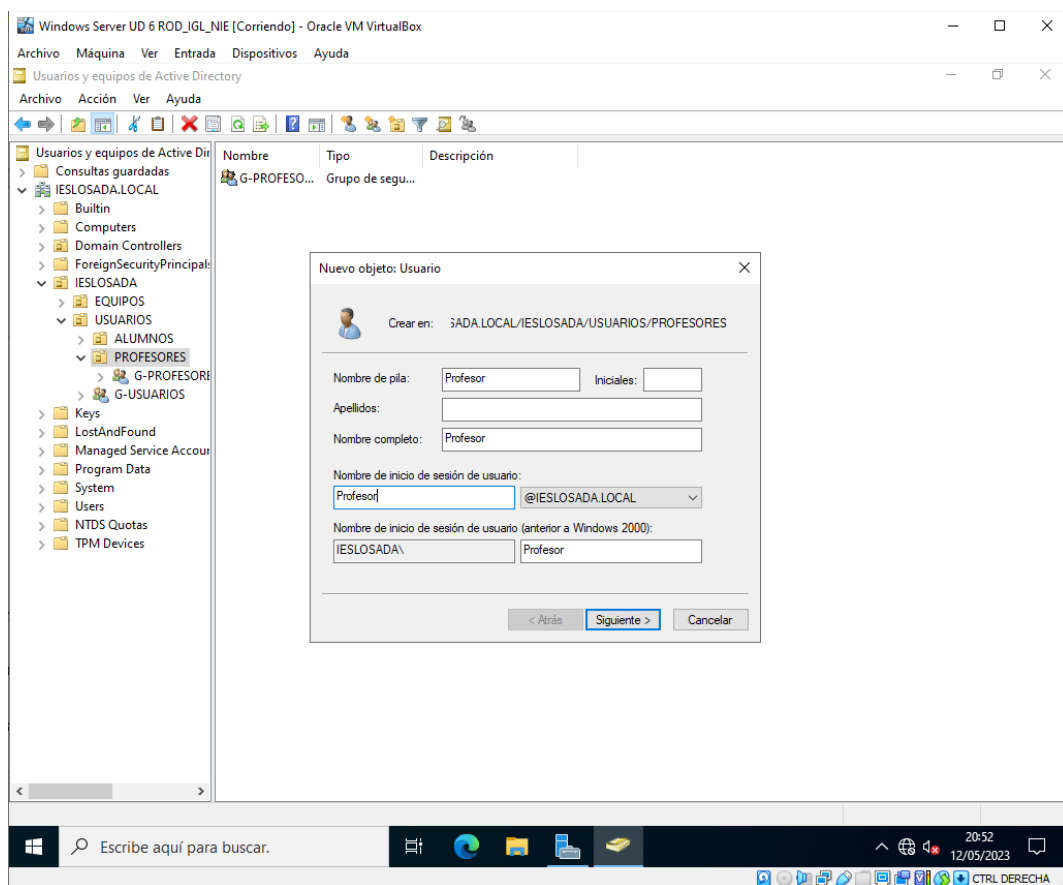 Windows Server UD 6 ROD_IGL_NIE [Corriendo] - Oracle VM VirtualBox
Archivo Máquina Ver Entrada Dispositivos Ayuda
Usuarios y equipos de Active Directory
Archivo Acción Ver Ayuda
Usuarios y equipos de Active Dir
Consultas guardadas
IESLOSADA.LOCAL
Builtin
Computers
Domain Controllers
ForeignSecurityPrincipals
IESLOSADA
EQUIPOS
USUARIOS
ALUMNOS
PROFESORES
G-PROFESORE
G-USUARIOS
Keys
LostAndFound
Managed Service Accour
Program Data
System
Users
NTDS Quotas
TPM Devices
Nombre Tipo Descripción
G-PROFESO... Grupo de segu...
Nuevo objeto: Usuario
Crear en: SADA.LOCAL/IESLOSADA/USUARIOS/PROFESORES
Nombre de pila: Profesor Iniciales:
Apellidos:
Nombre completo: Profesor
Nombre de inicio de sesión de usuario:
Profesor @IESLOSADA.LOCAL
Nombre de inicio de sesión de usuario (anterior a Windows 2000):
IESLOSADA\ Profesor
< Atrás Siguiente > Cancelar
Escribe aquí para buscar.
20:52
12/05/2023
CTRL DERECHA